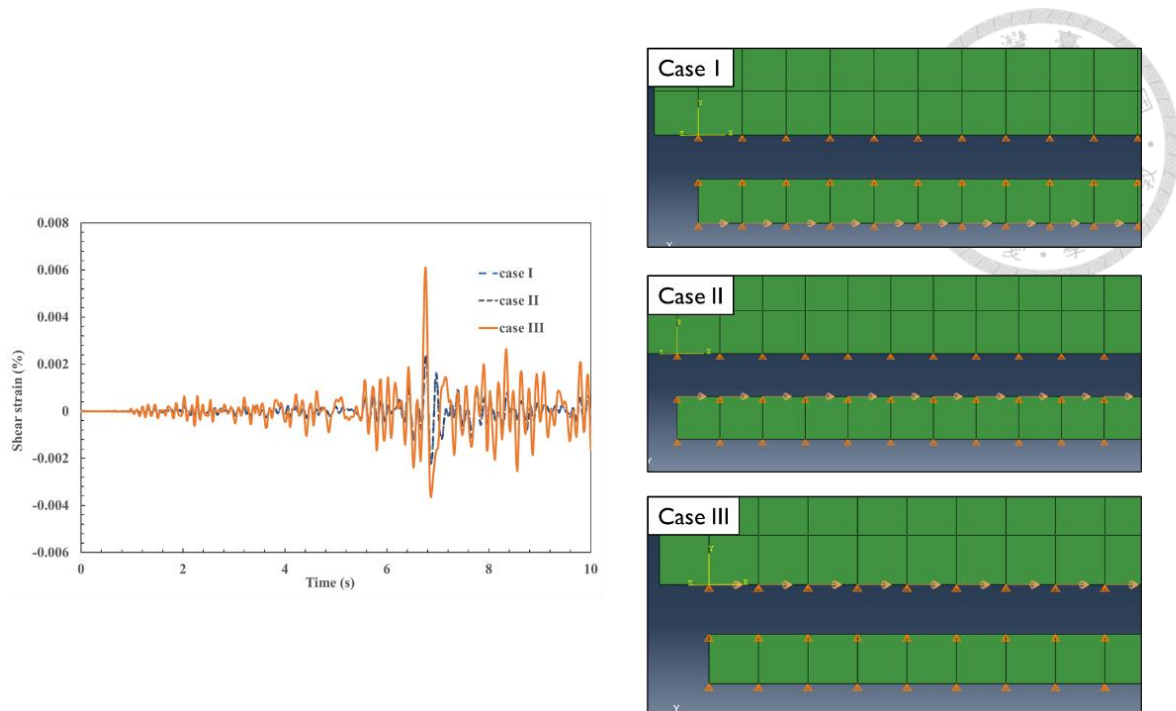 0.008
0.006
0.004
0.002
0
-0.002
-0.004
-0.006
0
2
4
6
8
10
Shear strain (%)
Time (s)
case I
case II
case III
Case I
Y
X
Case II
Y
X
Case III
Y
X
Y